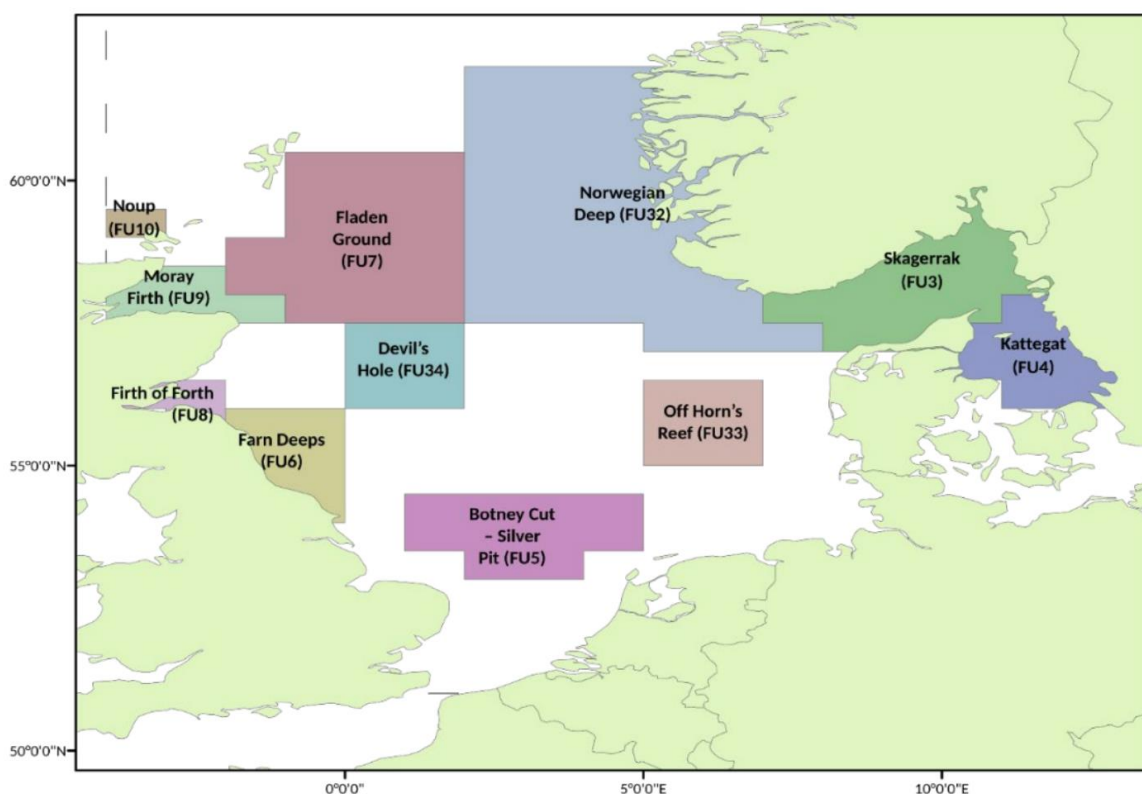 60°0'0"N
Noup
(FU10)
Fladen
Ground
(FU7)
Norwegian
Deep (FU32)
Skagerrak
(FU3)
Moray
Firth (FU9)
Devil's
Hole (FU34)
Kattegat
(FU4)
Firth of Forth
(FU8)
Off Horn's
Reef (FU33)
Farn Deeps
(FU6)
55°0'0"N
Botney Cut
– Silver
Pit (FU5)
50°0'0"N
0°0'0"
5°0'0"E
10°0'0"E